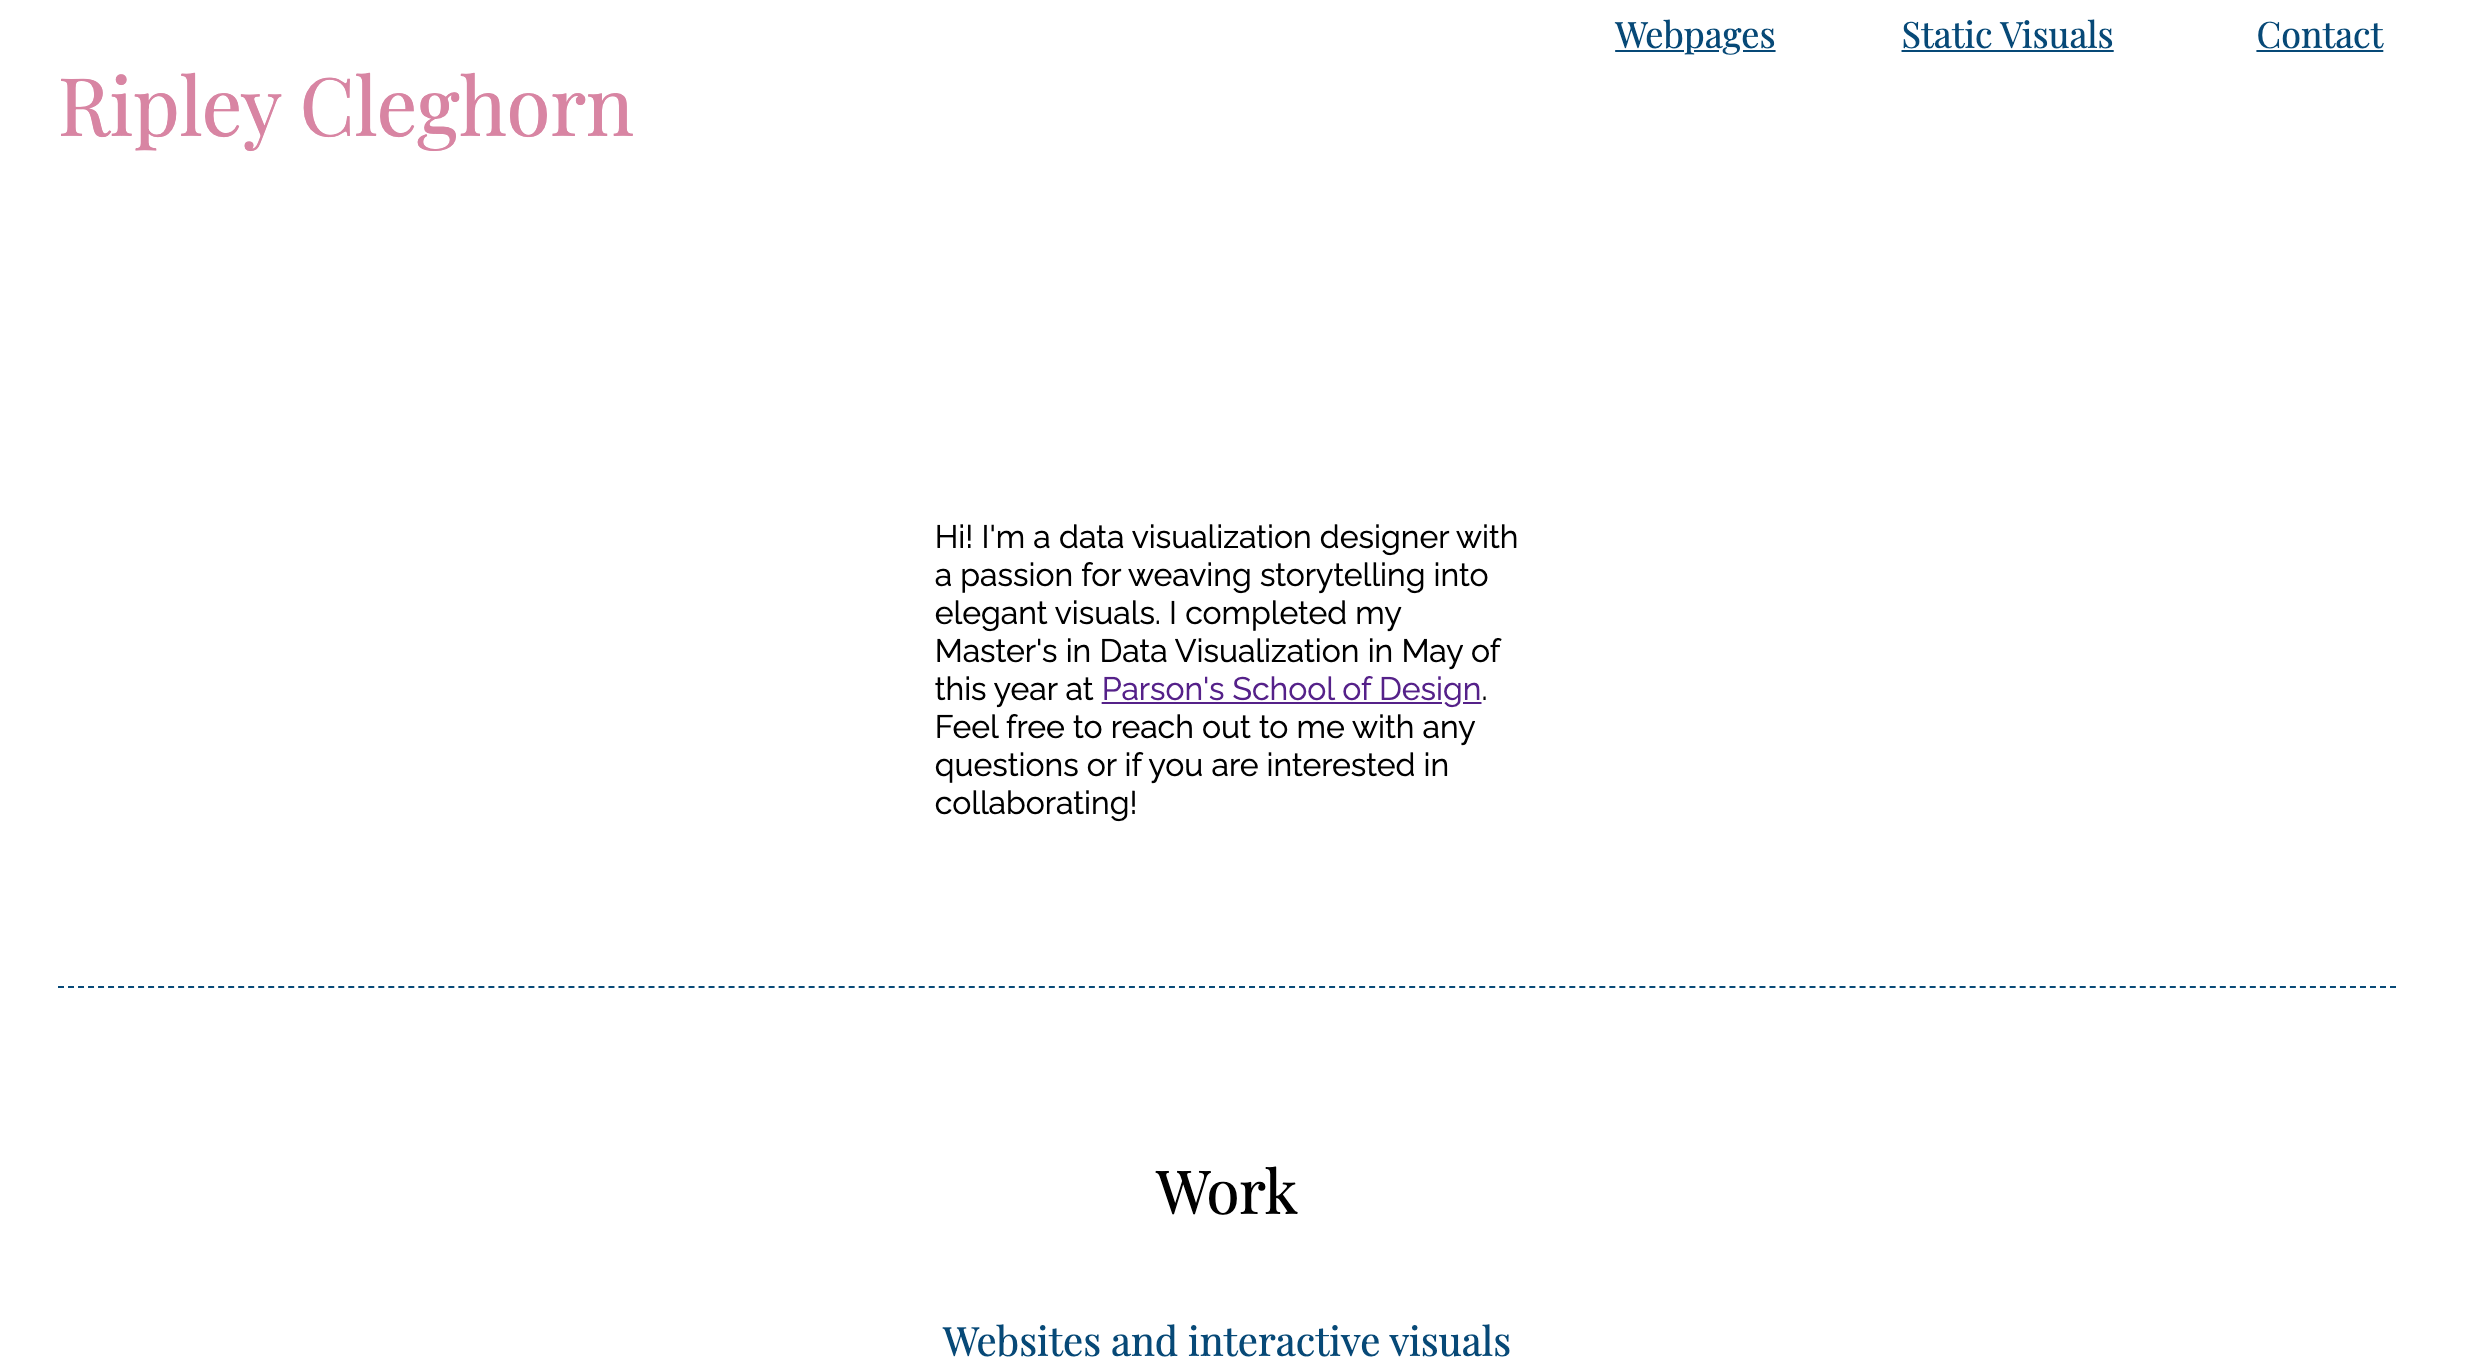 Webpages Static Visuals Contact
Ripley Cleghorn
Hi! I'm a data visualization designer with
a passion for weaving storytelling into
elegant visuals. I completed my
Master's in Data Visualization in May of
this year at Parson's School of Design.
Feel free to reach out to me with any
questions or if you are interested in
collaborating!
Work
Websites and interactive visuals